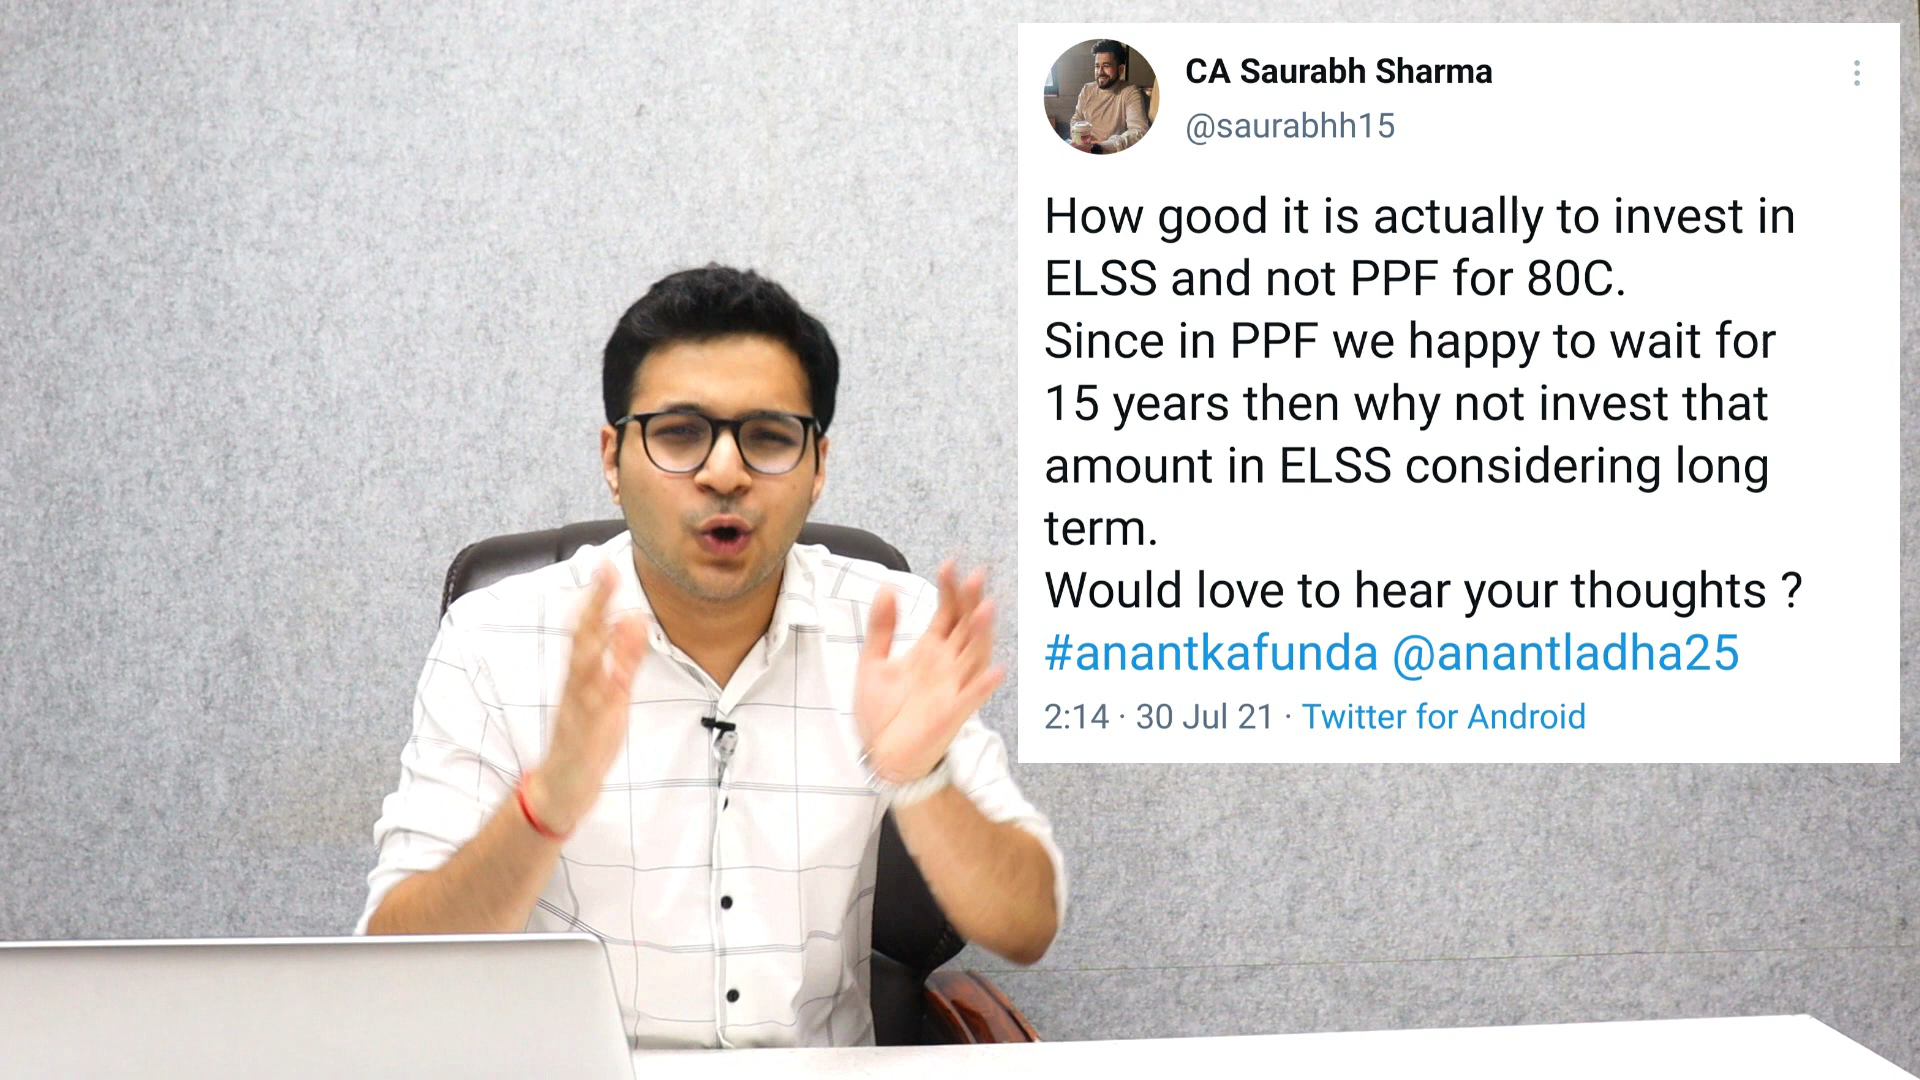 CA Saurabh Sharma
@saurabhh15
How good it is actually to invest in
ELSS and not PPF for 80C.
Since in PPF we happy to wait for
15 years then why not invest that
amount in ELSS considering long
term.
Would love to hear your thoughts ?
#anantkafunda @anantladha25
2:14 · 30 Jul 21 · Twitter for Android